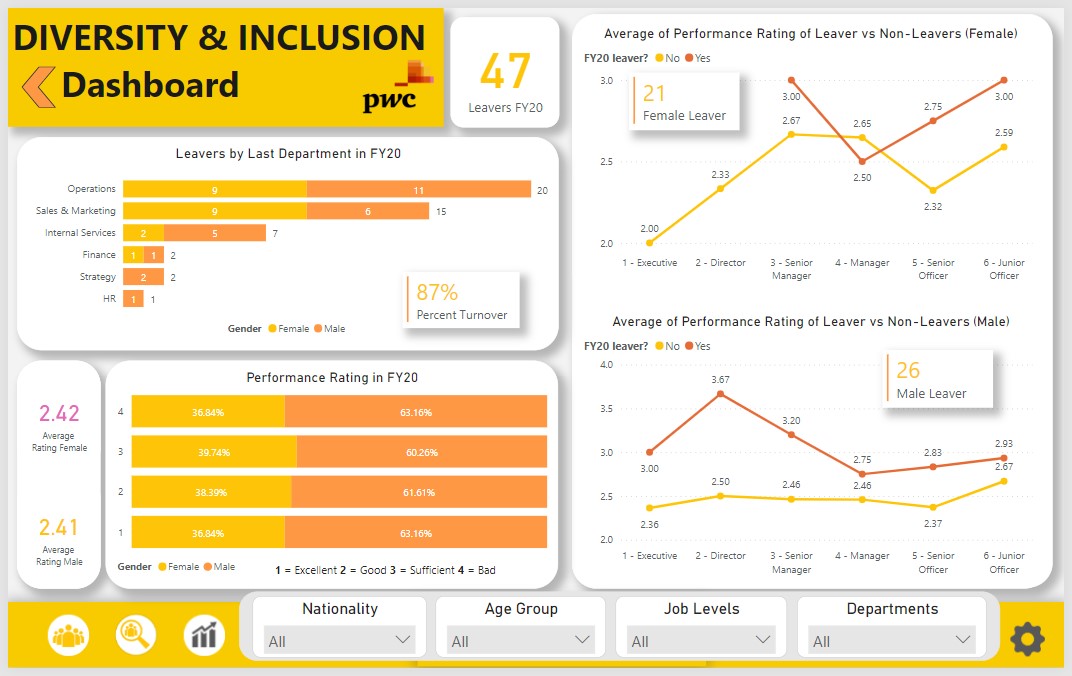 DIVERSITY & INCLUSION
Dashboard
pwc
47
Leavers FY20
Leavers by Last Department in FY20
Operations 9 11 20
Sales & Marketing 9 6 15
Internal Services 2 5 7
Finance 1 1 2
Strategy 2 2
HR 1 1
87%
Percent Turnover
Gender Female Male
2.42
Average
Rating Female
2.41
Average
Rating Male
Performance Rating in FY20
4 36.84% 63.16%
3 39.74% 60.26%
2 38.39% 61.61%
1 36.84% 63.16%
Gender Female Male 1 = Excellent 2 = Good 3 = Sufficient 4 = Bad
Average of Performance Rating of Leaver vs Non-Leavers (Female)
FY20 leaver? No Yes
21
Female Leaver
3.0
2.5
2.0
3.00
2.67
2.65
2.75
3.00
2.59
2.33
2.50
2.32
2.00
1 - Executive 2 - Director 3 - Senior 4 - Manager 5 - Senior 6 - Junior
Manager Officer Officer
Average of Performance Rating of Leaver vs Non-Leavers (Male)
FY20 leaver? No Yes
26
Male Leaver
4.0
3.5
3.0
2.5
2.0
3.67
3.20
3.00
2.75
2.83
2.93
2.67
2.50
2.46
2.46
2.36
2.37
1 - Executive 2 - Director 3 - Senior 4 - Manager 5 - Senior 6 - Junior
Manager Officer Officer
Nationality Age Group Job Levels Departments
All All All All